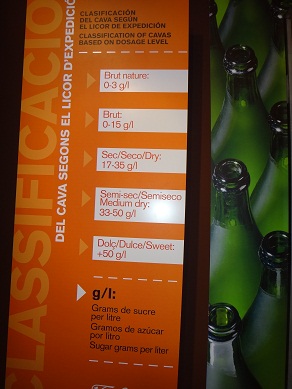 CLASIFICACIÓN
DEL CAVA SEGÚN
EL LICOR DE EXPEDICIÓN
CLASSIFICATION OF CAVAS
BASED ON DOSAGE LEVEL
CLASSIFICACIÓ
DEL CAVA SEGONS EL LICOR D'EXPEDICIÓ
Brut nature:
0-3 g/l
Brut:
0-15 g/l
Sec/Seco/Dry:
17-35 g/l
Semi-sec/Semiseco
Medium dry:
33-50 g/l
Dolç/Dulce/Sweet:
+50 g/l
g/l:
Grams de sucre
per litre
Gramos de azúcar
por litro
Sugar grams per liter